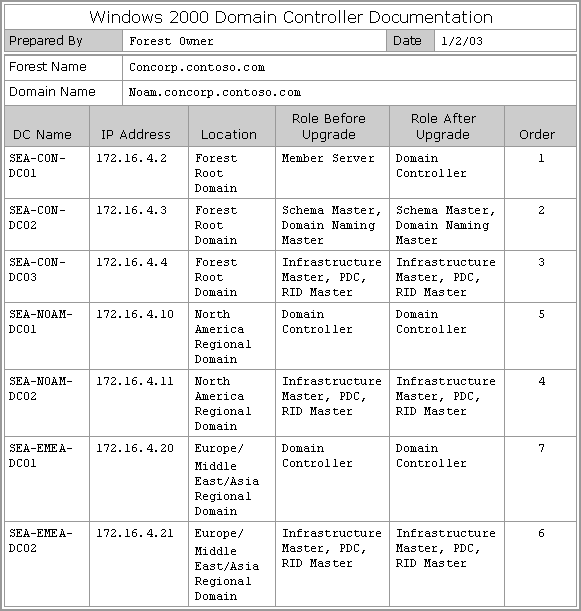 Windows 2000 Domain Controller Documentation
Prepared By Forest Owner Date 1/2/03
Forest Name Concorp.contoso.com
Domain Name Noam.concorp.contoso.com
DC Name IP Address Location Role Before Upgrade Role After Upgrade Order
SEA-CON-DC01 172.16.4.2 Forest Root Domain Member Server Domain Controller 1
SEA-CON-DC02 172.16.4.3 Forest Root Domain Schema Master, Domain Naming Master Schema Master, Domain Naming Master 2
SEA-CON-DC03 172.16.4.4 Forest Root Domain Infrastructure Master, PDC, RID Master Infrastructure Master, PDC, RID Master 3
SEA-NOAM-DC01 172.16.4.10 North America Regional Domain Domain Controller Domain Controller 5
SEA-NOAM-DC02 172.16.4.11 North America Regional Domain Infrastructure Master, PDC, RID Master Infrastructure Master, PDC, RID Master 4
SEA-EMEA-DC01 172.16.4.20 Europe/ Middle East/Asia Regional Domain Domain Controller Domain Controller 7
SEA-EMEA-DC02 172.16.4.21 Europe/ Middle East/Asia Regional Domain Infrastructure Master, PDC, RID Master Infrastructure Master, PDC, RID Master 6